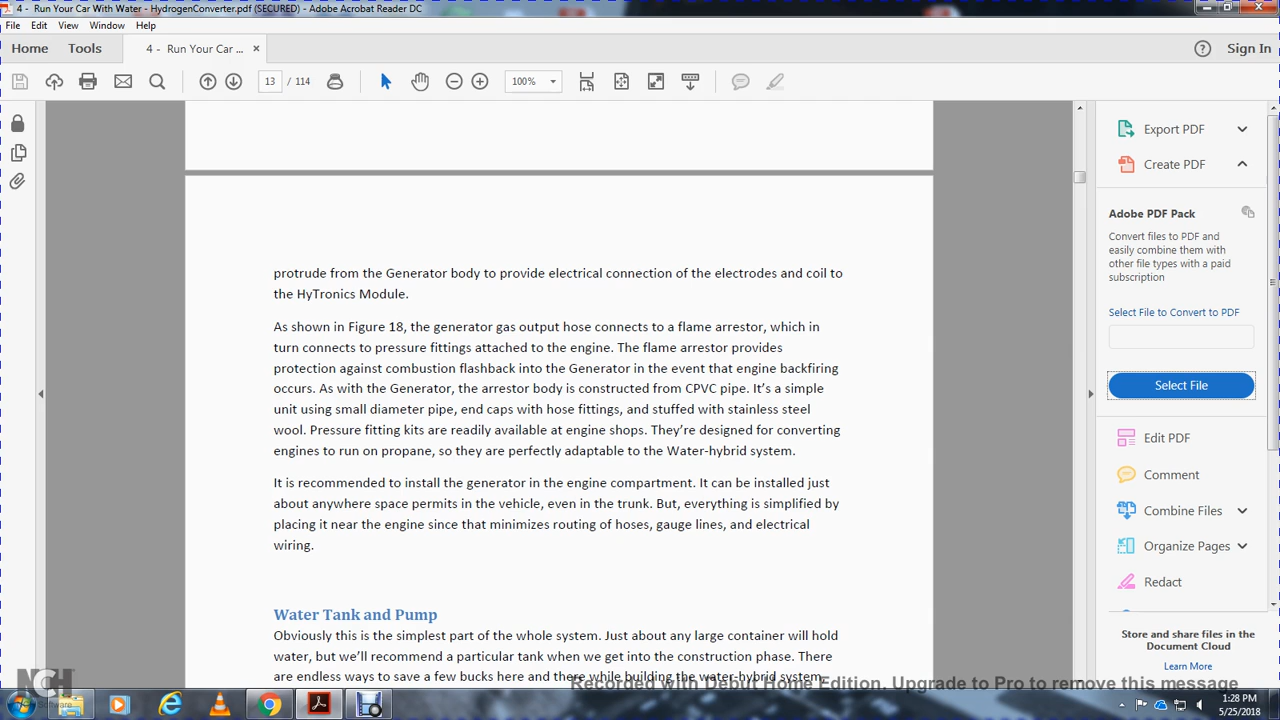 4 - Run Your Car With Water - HydrogenConverter.pdf (SECURED) - Adobe Acrobat Reader DC
File Edit View Window Help
Home Tools 4 - Run Your Car ... × Sign In
13 / 114 100%
protrude from the Generator body to provide electrical connection of the electrodes and coil to
the HyTronics Module.
As shown in Figure 18, the generator gas output hose connects to a flame arrestor, which in
turn connects to pressure fittings attached to the engine. The flame arrestor provides
protection against combustion flashback into the Generator in the event that engine backfiring
occurs. As with the Generator, the arrestor body is constructed from CPVC pipe. It's a simple
unit using small diameter pipe, end caps with hose fittings, and stuffed with stainless steel
wool. Pressure fitting kits are readily available at engine shops. They're designed for converting
engines to run on propane, so they are perfectly adaptable to the Water-hybrid system.
It is recommended to install the generator in the engine compartment. It can be installed just
about anywhere space permits in the vehicle, even in the trunk. But, everything is simplified by
placing it near the engine since that minimizes routing of hoses, gauge lines, and electrical
wiring.
Water Tank and Pump
Obviously this is the simplest part of the whole system. Just about any large container will hold
water, but we'll recommend a particular tank when we get into the construction phase. There
are endless ways to save a few bucks here and there while building the water-hybrid system,
Export PDF
Create PDF
Adobe PDF Pack
Convert files to PDF and
easily combine them with
other file types with a paid
subscription
Select File to Convert to PDF
Select File
Edit PDF
Comment
Combine Files
Organize Pages
Redact
Store and share files in the
Document Cloud
Learn More
NCH
Software
Recorded with Debut Home Edition. Upgrade to Pro to remove this message
1:28 PM
5/25/2018